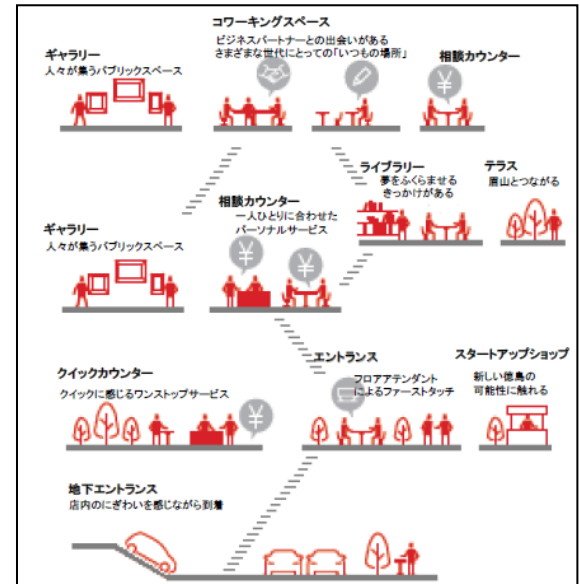 コワーキングスペース
ビジネスパートナーとの出会いがある
さまざまな世代にとっての「いつもの場所」
ギャラリー
人々が集うパブリックスペース
相談カウンター
¥
ライブラリー
夢をふくらませる
きっかけがある
テラス
眉山とつながる
相談カウンター
一人ひとりに合わせた
パーソナルサービス
ギャラリー
人々が集うパブリックスペース
¥
¥
クイックカウンター
クイックに感じるワンストップサービス
¥
エントランス
フロアアテンダント
によるファーストタッチ
スタートアップショップ
新しい徳島の
可能性に触れる
地下エントランス
店内のにぎわいを感じながら到着